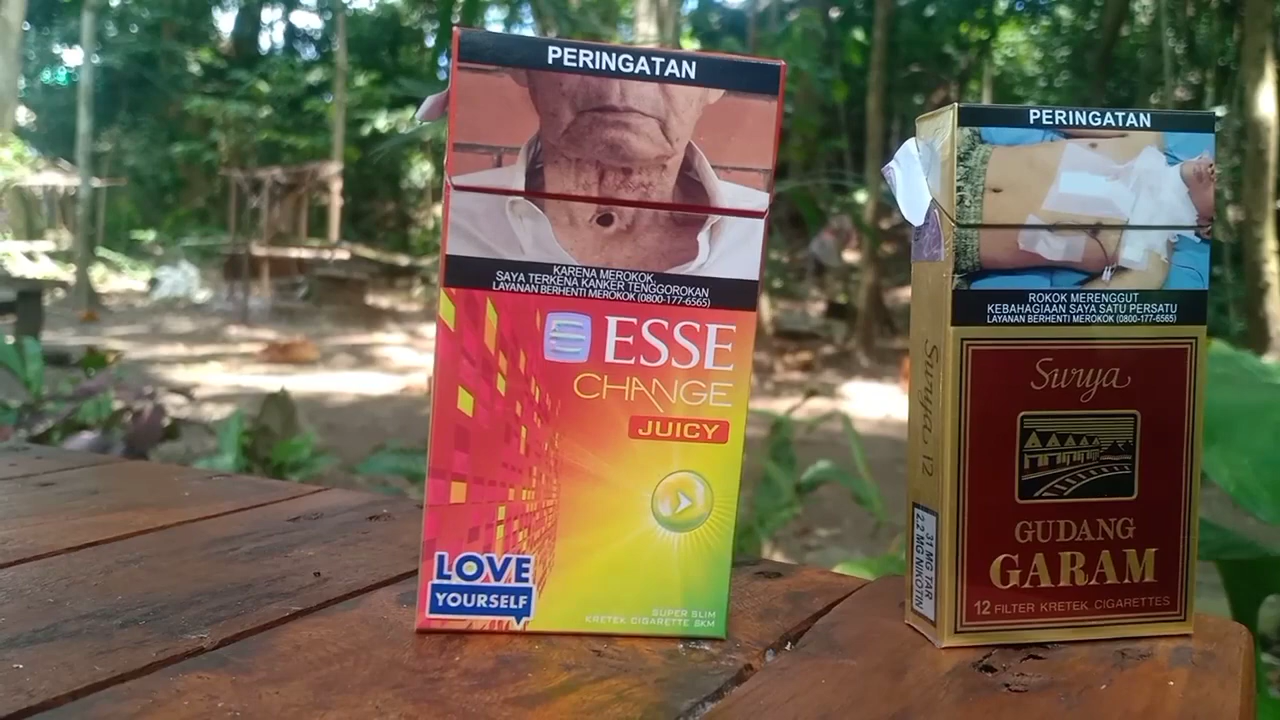 PERINGATAN
KARENA MEROKOK,
SAYA TERKENA KANKER TENGGOROKAN
LAYANAN BERHENTI MEROKOK (0800-177-6565)
ESSE
CHANGE
JUICY
LOVE
YOURSELF
SUPER SLIM
KRETEK CIGARETTE SKM
PERINGATAN
ROKOK MERENGGUT
KEBAHAGIAAN SAYA SATU PERSATU
LAYANAN BERHENTI MEROKOK (0800-177-6565)
Surya 12
31 MG TAR
2.2 MG NIKOTIN
Surya
GUDANG
GARAM
12 FILTER KRETEK CIGARETTES